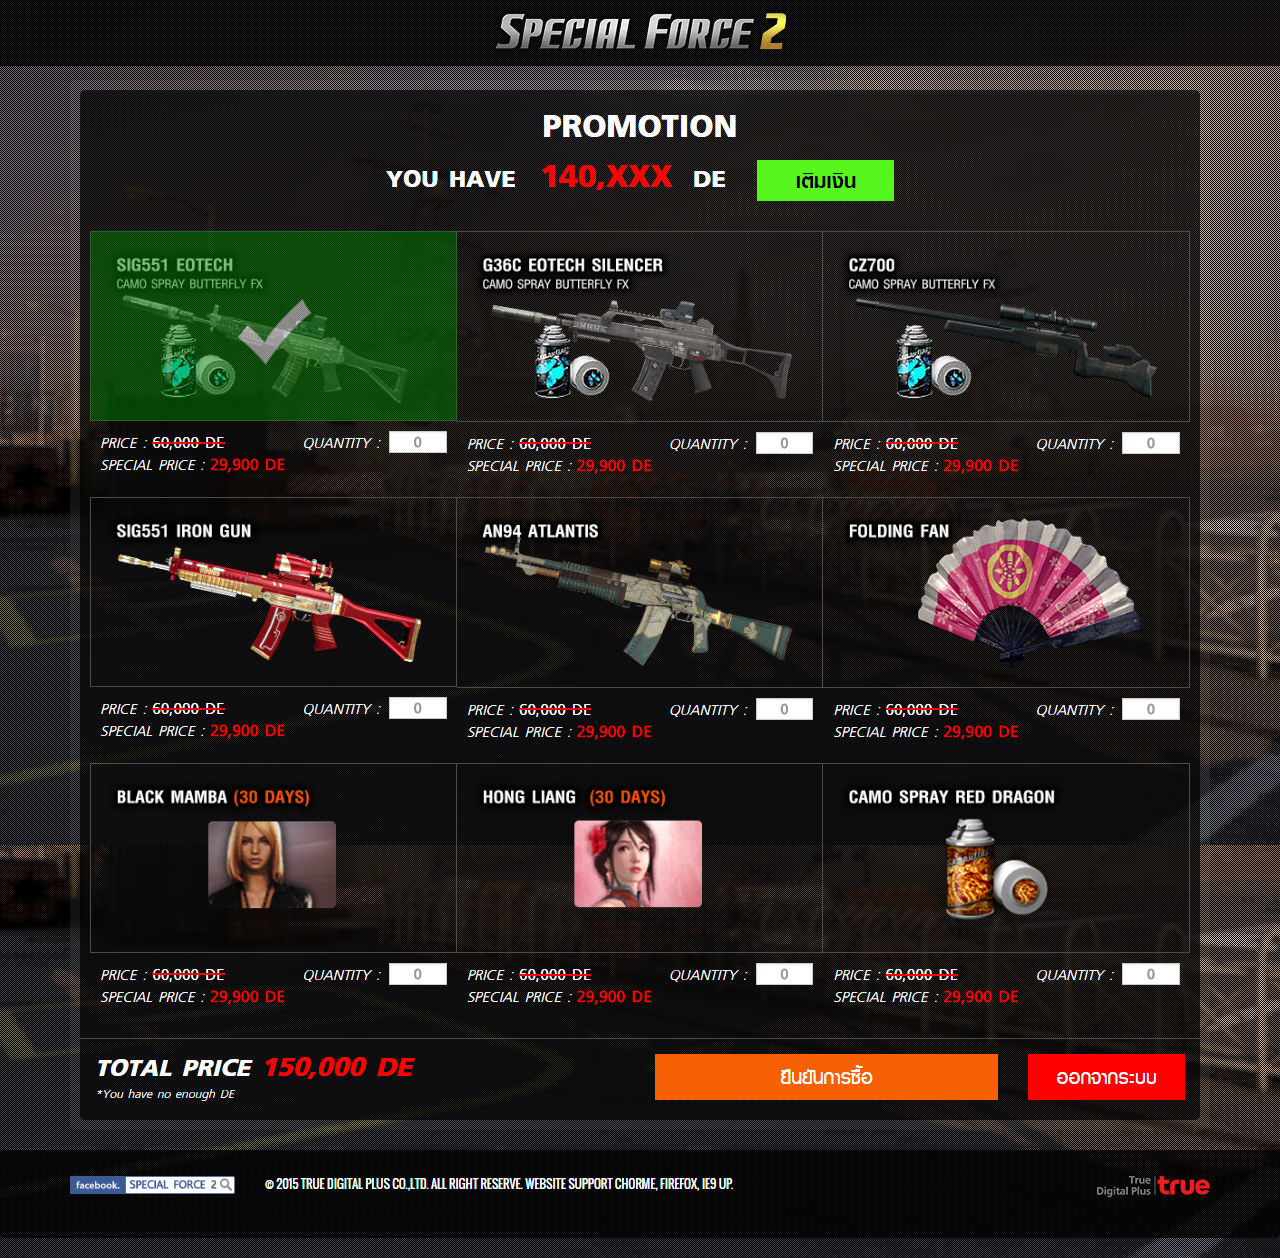 SPECIAL FORCE 2
PROMOTION
YOU HAVE 140,XXX DE เติมเงิน
SIG551 EOTECH
CAMO SPRAY BUTTERFLY FX
G36C EOTECH SILENCER
CAMO SPRAY BUTTERFLY FX
CZ700
CAMO SPRAY BUTTERFLY FX
PRICE : 60,000 DE QUANTITY : 0
SPECIAL PRICE : 29,900 DE
PRICE : 60,000 DE QUANTITY : 0
SPECIAL PRICE : 29,900 DE
PRICE : 60,000 DE QUANTITY : 0
SPECIAL PRICE : 29,900 DE
SIG551 IRON GUN
AN94 ATLANTIS
FOLDING FAN
PRICE : 60,000 DE QUANTITY : 0
SPECIAL PRICE : 29,900 DE
PRICE : 60,000 DE QUANTITY : 0
SPECIAL PRICE : 29,900 DE
PRICE : 60,000 DE QUANTITY : 0
SPECIAL PRICE : 29,900 DE
BLACK MAMBA (30 DAYS)
HONG LIANG (30 DAYS)
CAMO SPRAY RED DRAGON
PRICE : 60,000 DE QUANTITY : 0
SPECIAL PRICE : 29,900 DE
PRICE : 60,000 DE QUANTITY : 0
SPECIAL PRICE : 29,900 DE
PRICE : 60,000 DE QUANTITY : 0
SPECIAL PRICE : 29,900 DE
TOTAL PRICE 150,000 DE
*You have no enough DE
ยืนยันการซื้อ
ออกจากระบบ
facebook. SPECIAL FORCE 2
© 2015 TRUE DIGITAL PLUS CO.,LTD. ALL RIGHT RESERVE. WEBSITE SUPPORT CHORME, FIREFOX, IE9 UP.
True
Digital Plus
true